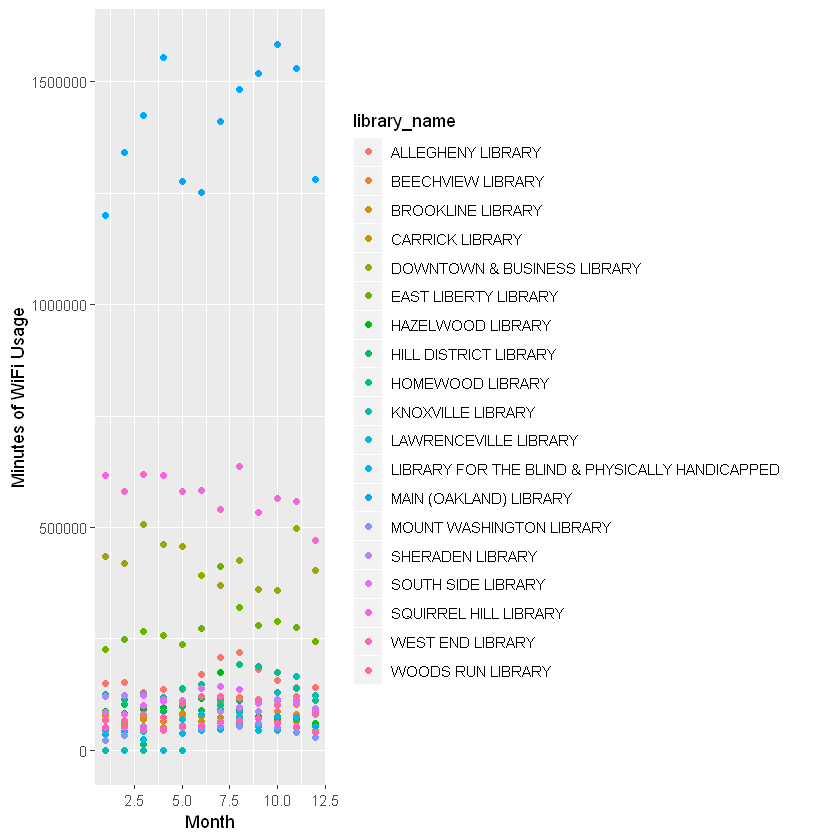 1500000
1000000
500000
0
Minutes of WiFi Usage
2.5 5.0 7.5 10.0 12.5
Month
library_name
ALLEGHENY LIBRARY
BEECHVIEW LIBRARY
BROOKLINE LIBRARY
CARRICK LIBRARY
DOWNTOWN & BUSINESS LIBRARY
EAST LIBERTY LIBRARY
HAZELWOOD LIBRARY
HILL DISTRICT LIBRARY
HOMEWOOD LIBRARY
KNOXVILLE LIBRARY
LAWRENCEVILLE LIBRARY
LIBRARY FOR THE BLIND & PHYSICALLY HANDICAPPED
MAIN (OAKLAND) LIBRARY
MOUNT WASHINGTON LIBRARY
SHERADEN LIBRARY
SOUTH SIDE LIBRARY
SQUIRREL HILL LIBRARY
WEST END LIBRARY
WOODS RUN LIBRARY